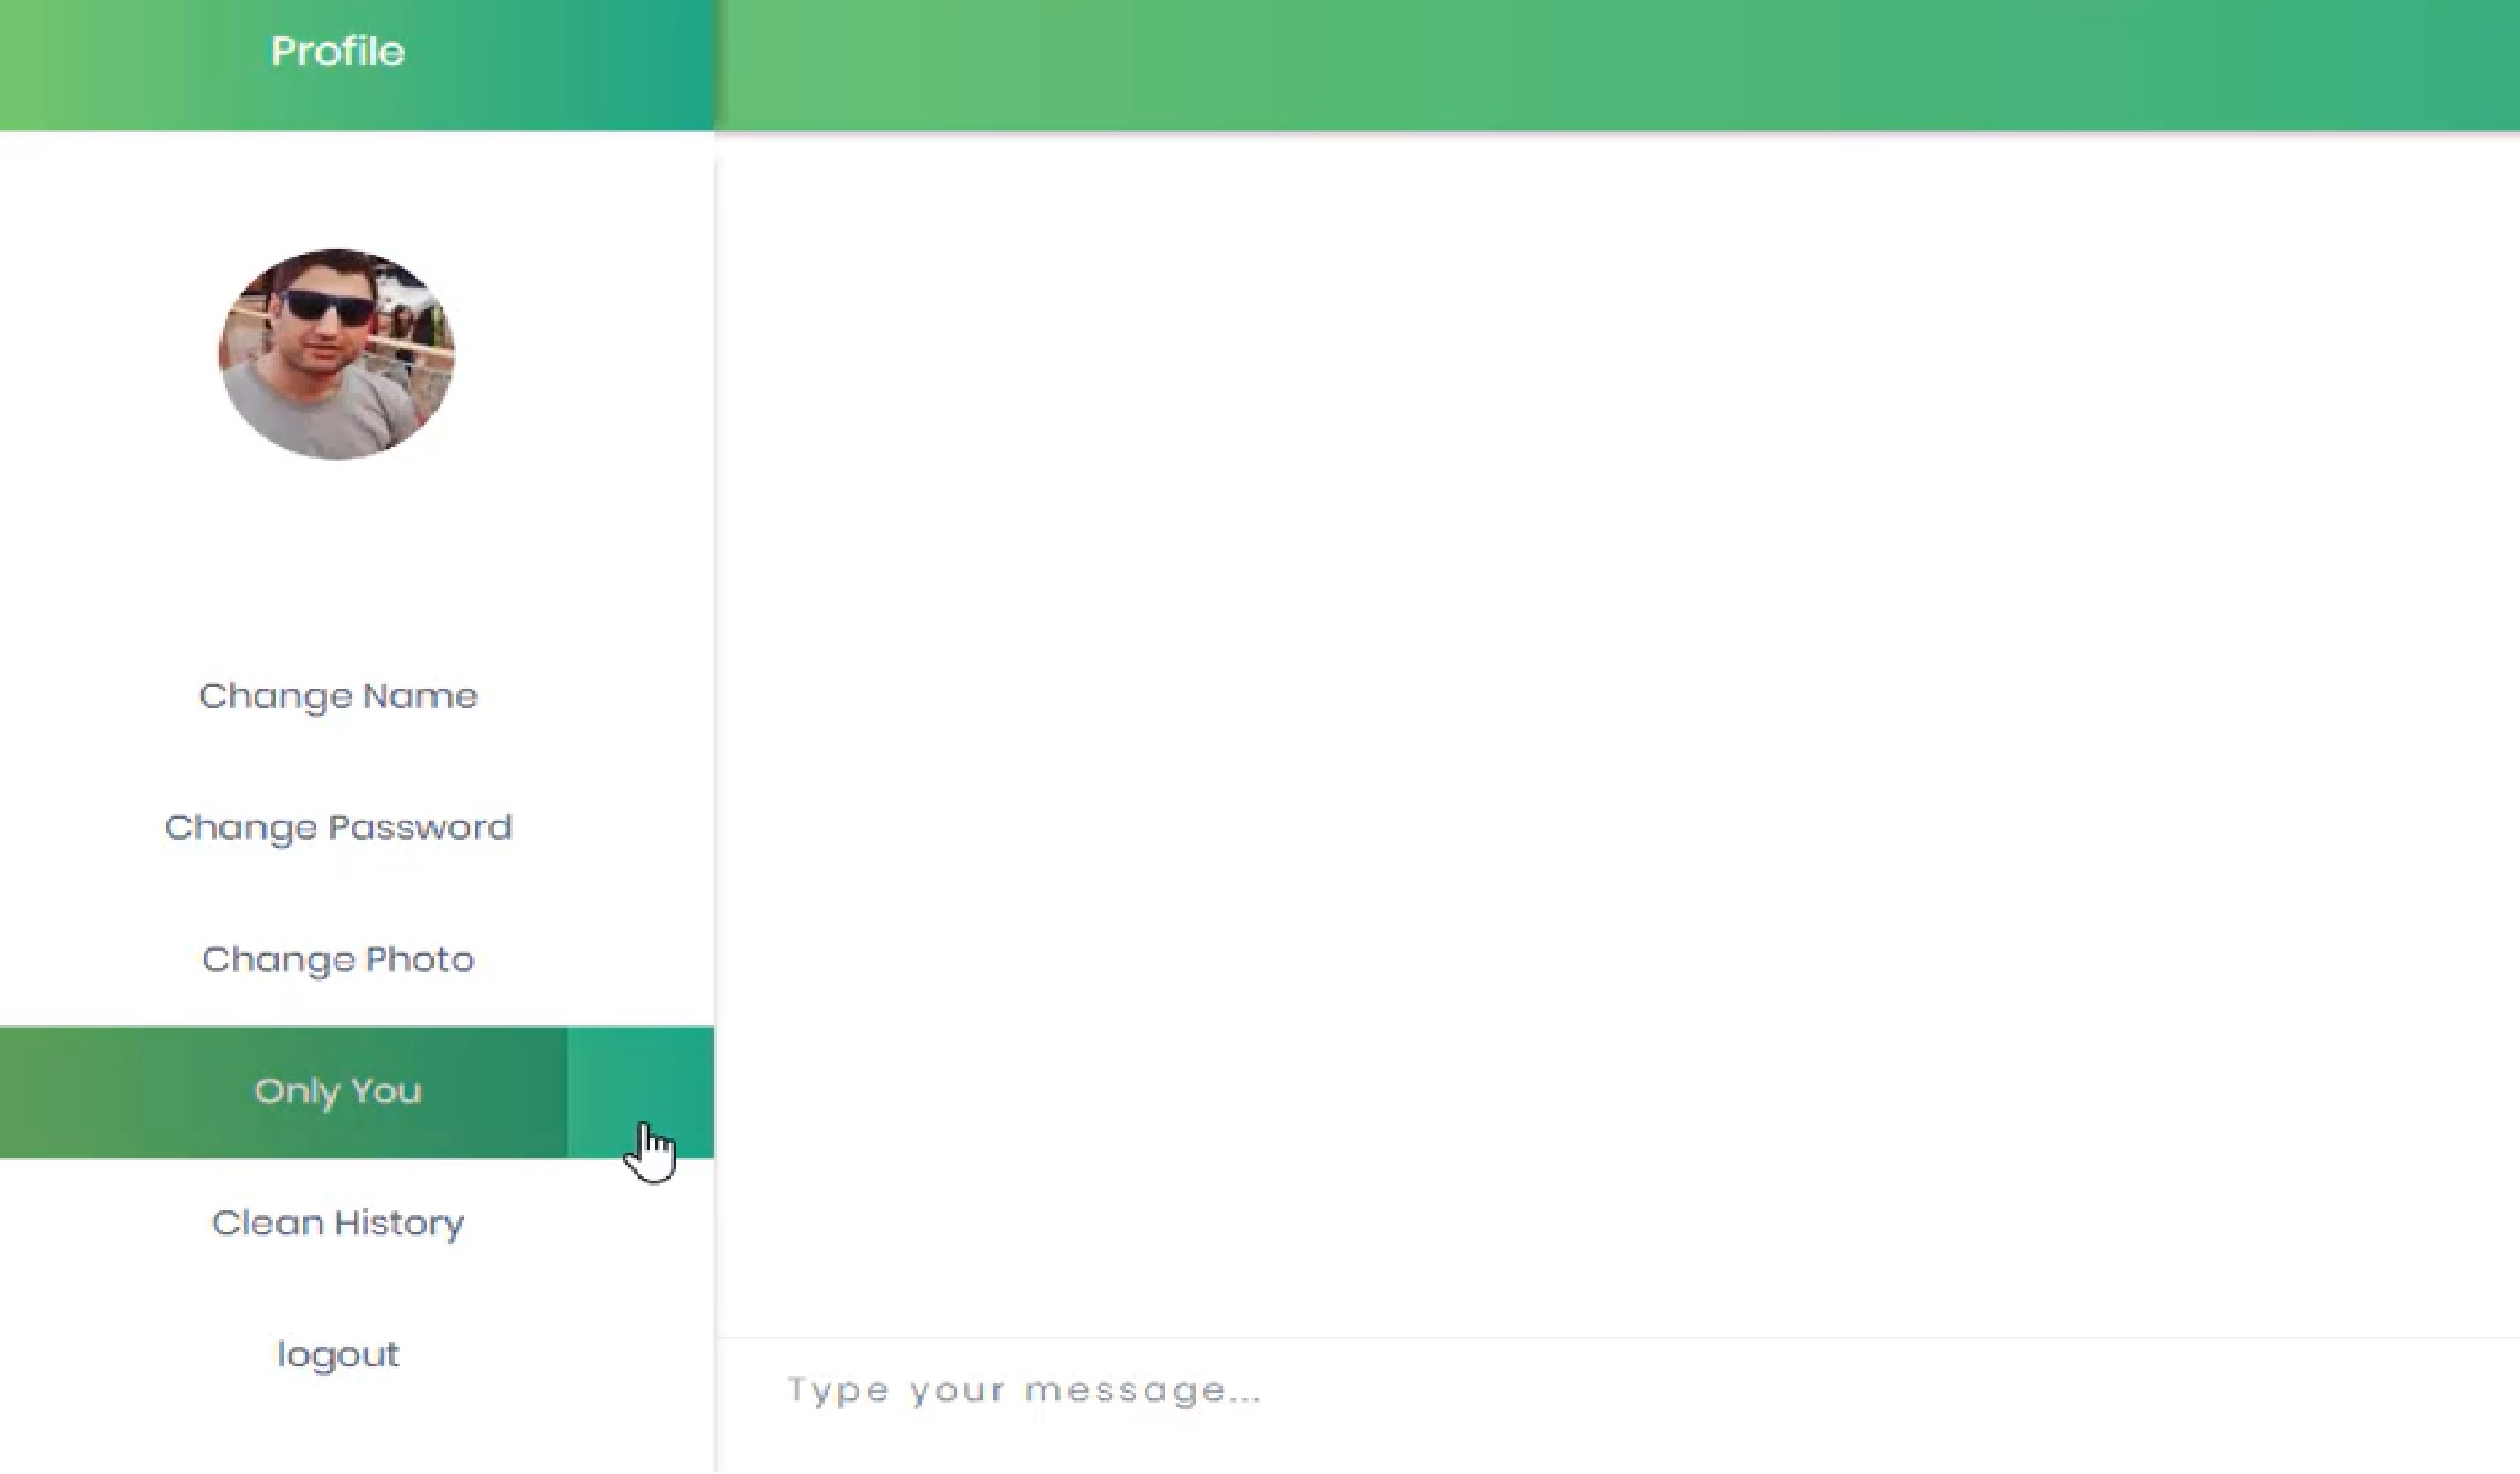 Profile
Change Name
Change Password
Change Photo
Only You
Clean History
logout
Type your message...